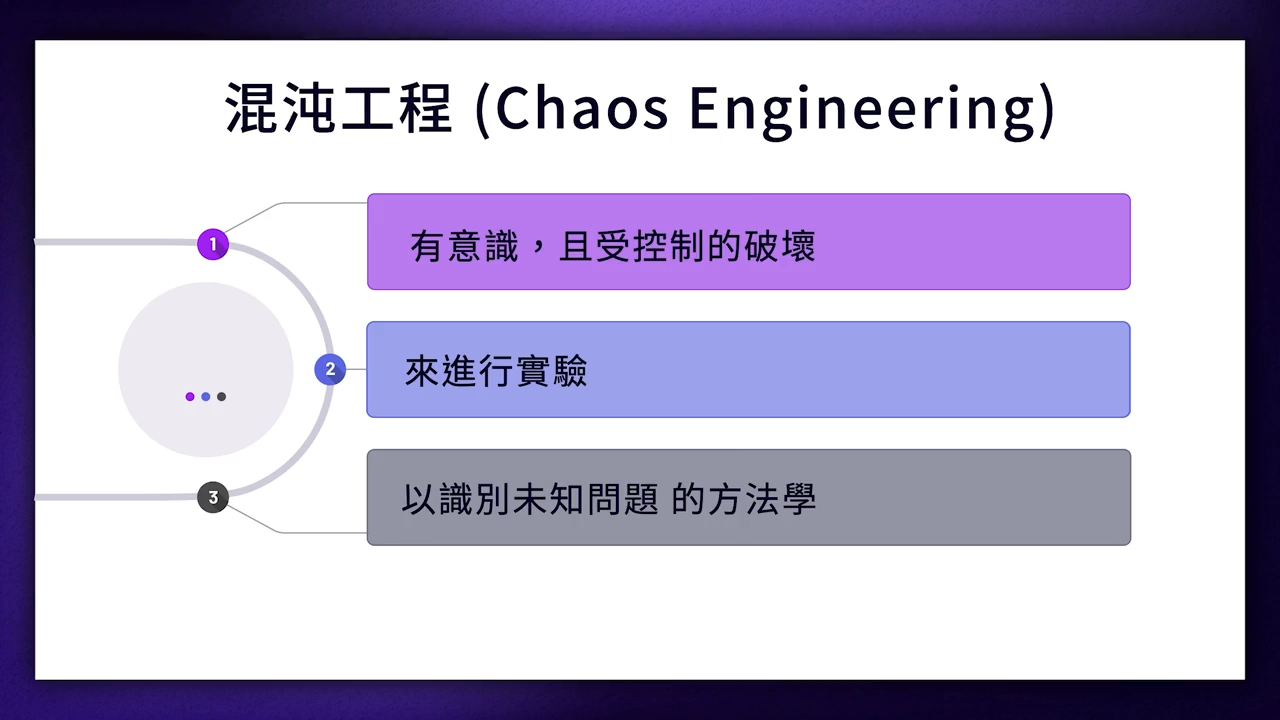 混沌工程 (Chaos Engineering)
1
有意識，且受控制的破壞
2
來進行實驗
3
以識別未知問題 的方法學